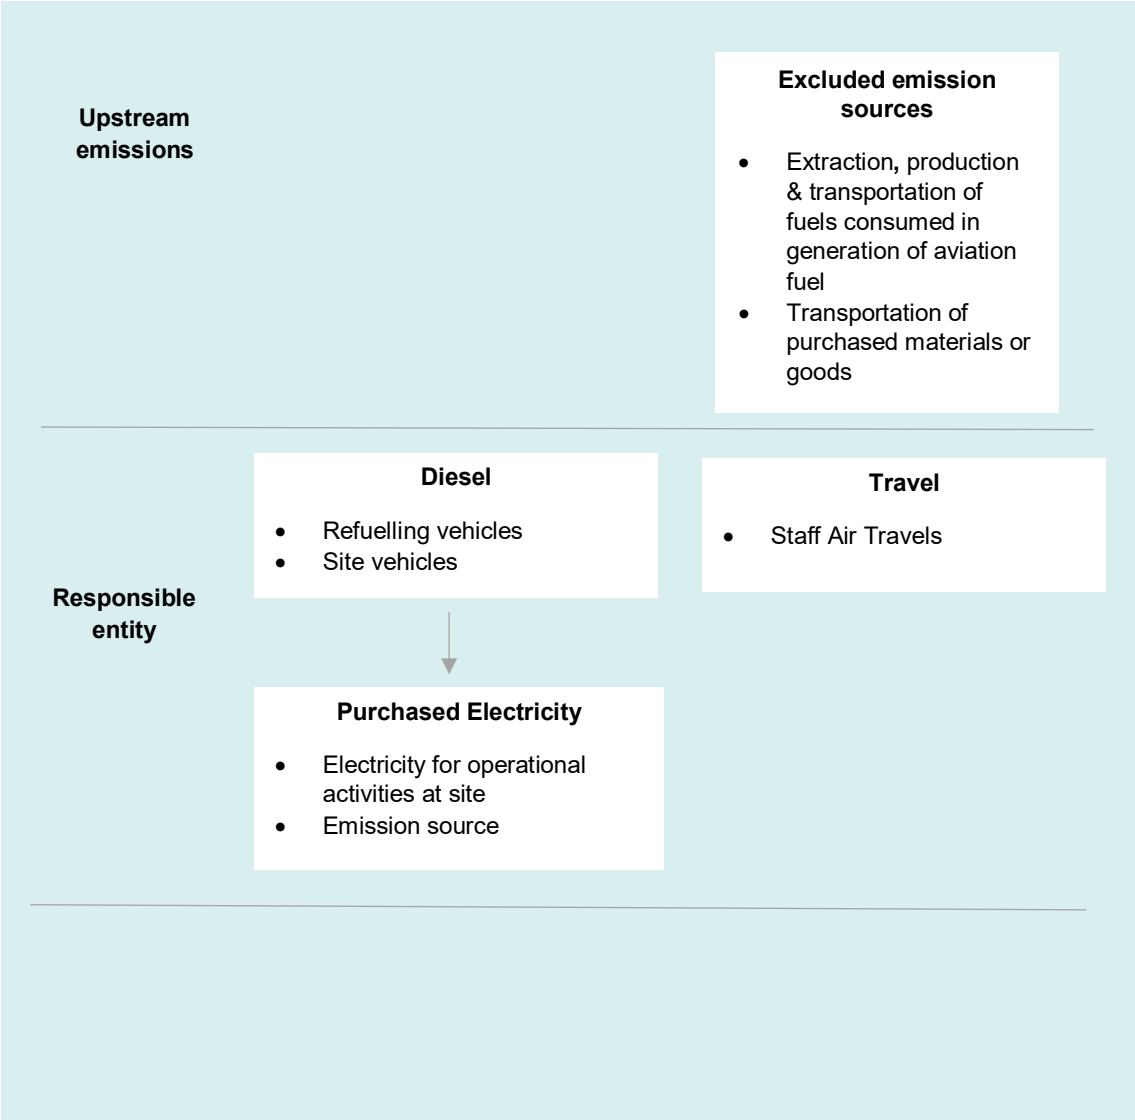 Upstream
emissions
Excluded emission
sources
• Extraction, production
& transportation of
fuels consumed in
generation of aviation
fuel
• Transportation of
purchased materials or
goods
Responsible
entity
Diesel
• Refuelling vehicles
• Site vehicles
Travel
• Staff Air Travels
Purchased Electricity
• Electricity for operational
activities at site
• Emission source